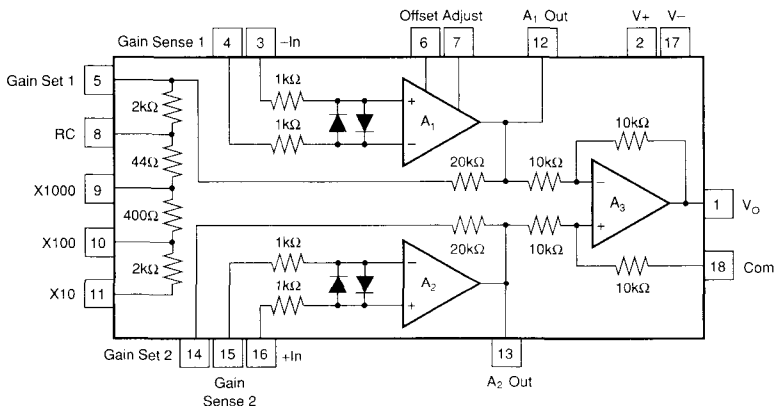 Offset Adjust
A1 Out
V+
V−
Gain Sense 1
4
3
−In
6
7
12
2
17
Gain Set 1
5
1kΩ
2kΩ
+
A1
−
1kΩ
10kΩ
RC
8
44Ω
20kΩ
10kΩ
X1000
9
−
A3
+
1
VO
400Ω
X100
10
1kΩ
20kΩ
10kΩ
18
Com
2kΩ
−
A2
+
1kΩ
10kΩ
X11
X10
11
Gain Set 2
14
15
16
+In
13
Gain
Sense 2
A2 Out